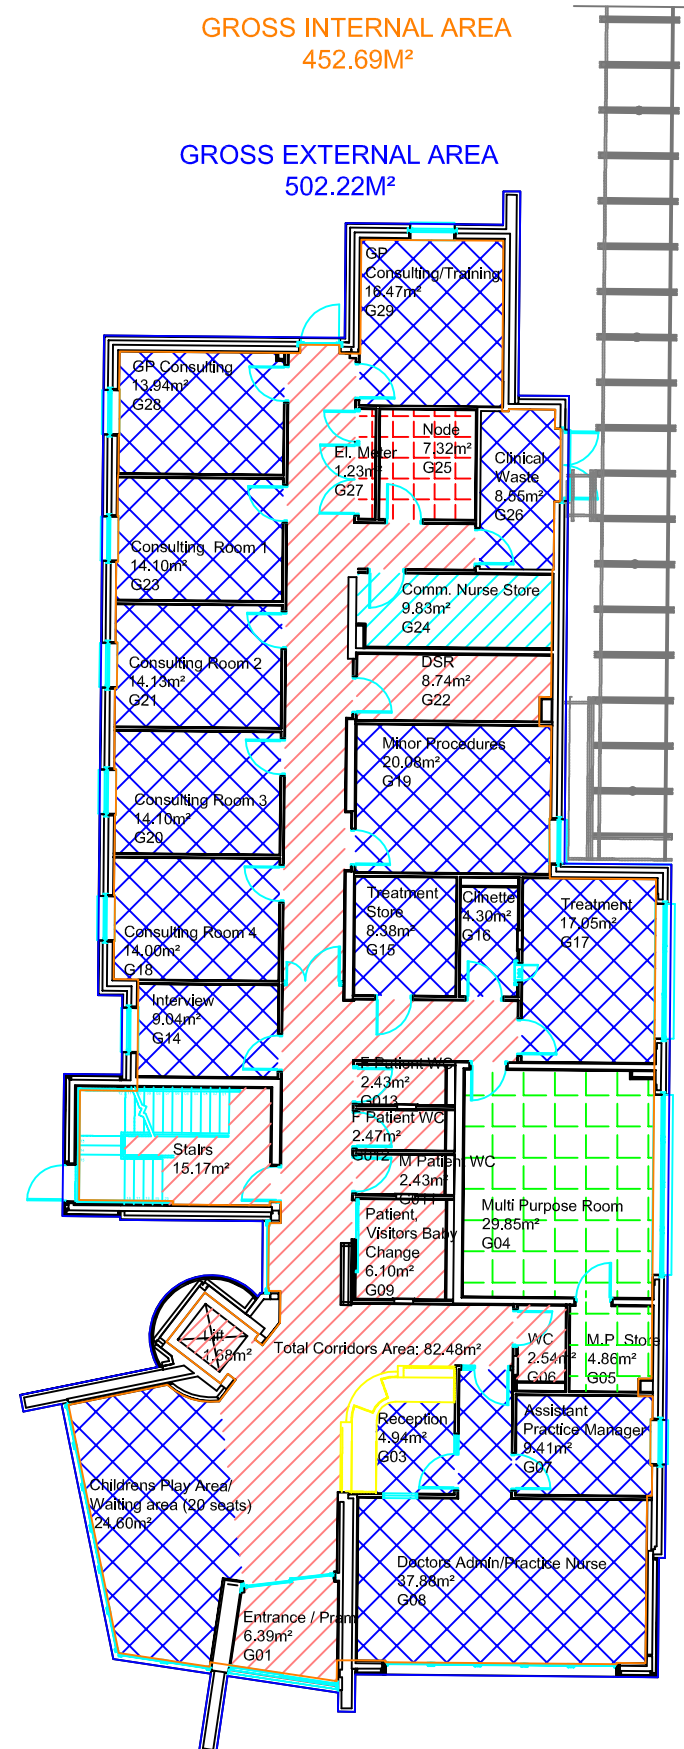 GROSS INTERNAL AREA
452.69M²
GROSS EXTERNAL AREA
502.22M²
GP
Consulting/Training
16.47m²
G29
GP Consulting
13.94m²
G28
Node
7.32m²
G25
El. Meter
1.23m²
G27
Clinical
Waste
8.65m²
G26
Consulting Room 1
14.10m²
G23
Comm. Nurse Store
9.83m²
G24
Consulting Room 2
14.13m²
G21
DSR
8.74m²
G22
Minor Procedures
20.08m²
G19
Consulting Room 3
14.10m²
G20
Treatment
Store
8.38m²
G15
Clinette
4.30m²
G16
Treatment
17.05m²
G17
Consulting Room 4
14.00m²
G18
Interview
9.04m²
G14
F Patient WC
2.43m²
G013
F Patient WC
2.47m²
G012
M Patient WC
2.43m²
G011
Stairs
15.17m²
Patient,
Visitors Baby
Change
6.10m²
G09
Multi Purpose Room
29.85m²
G04
Lift
1.68m²
Total Corridors Area: 82.48m²
WC
2.54m²
G06
M.P. Store
4.86m²
G05
Reception
4.94m²
G03
Assistant
Practice Manager
9.41m²
G07
Childrens Play Area/
Waiting area (20 seats)
24.60m²
Doctors Admin/Practice Nurse
37.88m²
G08
Entrance / Pram
6.39m²
G01